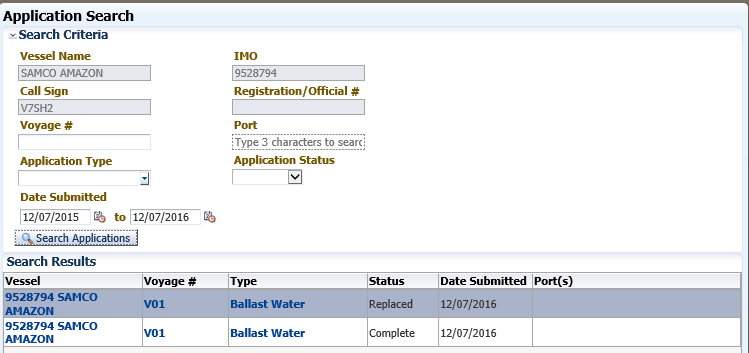 Application Search
Search Criteria
Vessel Name IMO
SAMCO AMAZON 9528794
Call Sign Registration/Official #
V7SH2
Voyage # Port
Type 3 characters to searc
Application Type Application Status
Date Submitted
12/07/2015 to 12/07/2016
Search Applications
Search Results
Vessel Voyage # Type Status Date Submitted Port(s)
9528794 SAMCO AMAZON V01 Ballast Water Replaced 12/07/2016
9528794 SAMCO AMAZON V01 Ballast Water Complete 12/07/2016